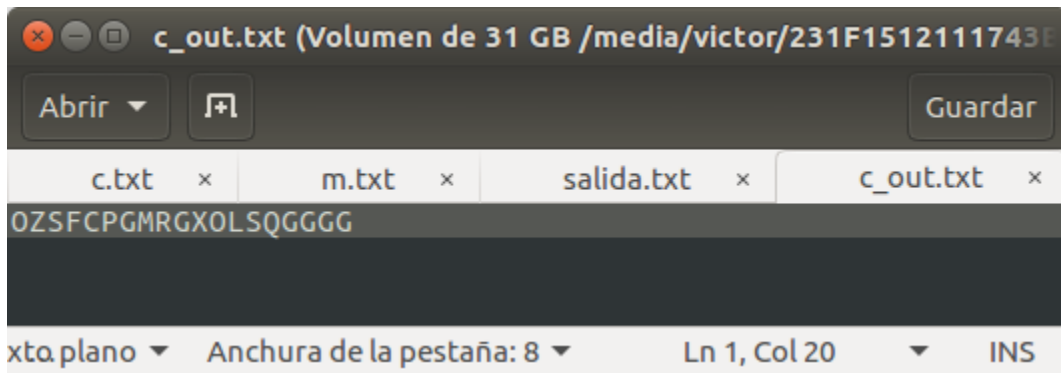 c_out.txt (Volumen de 31 GB /media/victor/231F1512111743E
Abrir Guardar
c.txt × m.txt × salida.txt × c_out.txt ×
OZSFCPGMRGXOLSQGGGG
xto plano Anchura de la pestaña: 8 Ln 1, Col 20 INS